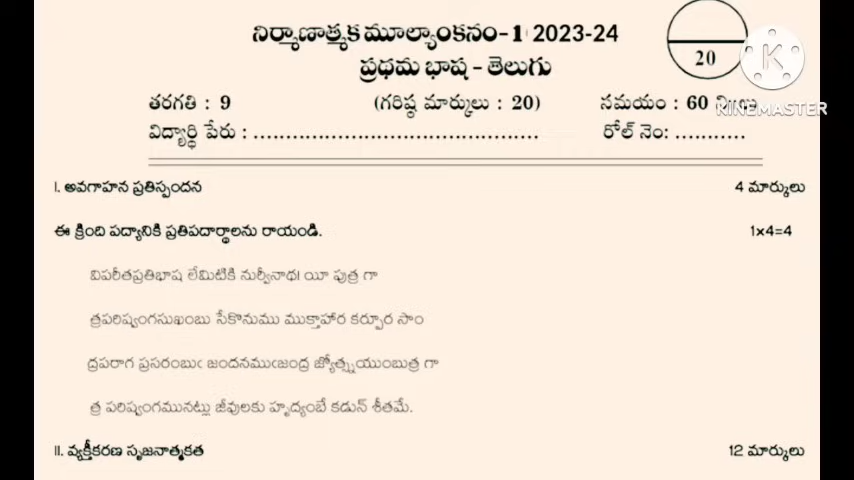 నిర్మాణాత్మక మూల్యాంకనం-1 2023-24
ప్రథమ భాష - తెలుగు
20
తరగతి : 9 (గరిష్ఠ మార్కులు : 20) సమయం : 60
KINEMASTER
విద్యార్థి పేరు : ............................................ రోల్ నెం: ...........
I. అవగాహన ప్రతిస్పందన 4 మార్కులు
ఈ క్రింది పద్యానికి ప్రతిపదార్థాలను రాయండి. 1x4=4
విపరీతప్రతిభాష లేమిటికి నుర్వీనాథ! యీ పుత్ర గా
త్రపరిష్వంగసుఖంబు సేకొనుము ముక్తాహార కర్పూర సాం
ద్రపరాగ ప్రసరంబుఁ జందనముఁజంద్ర జ్యోత్స్నయుంబుత్ర గా
త్ర పరిష్వంగమునట్లు జీవులకు హృద్యంబే కడున్ శీతమే.
II. వ్యక్తీకరణ సృజనాత్మకత 12 మార్కులు